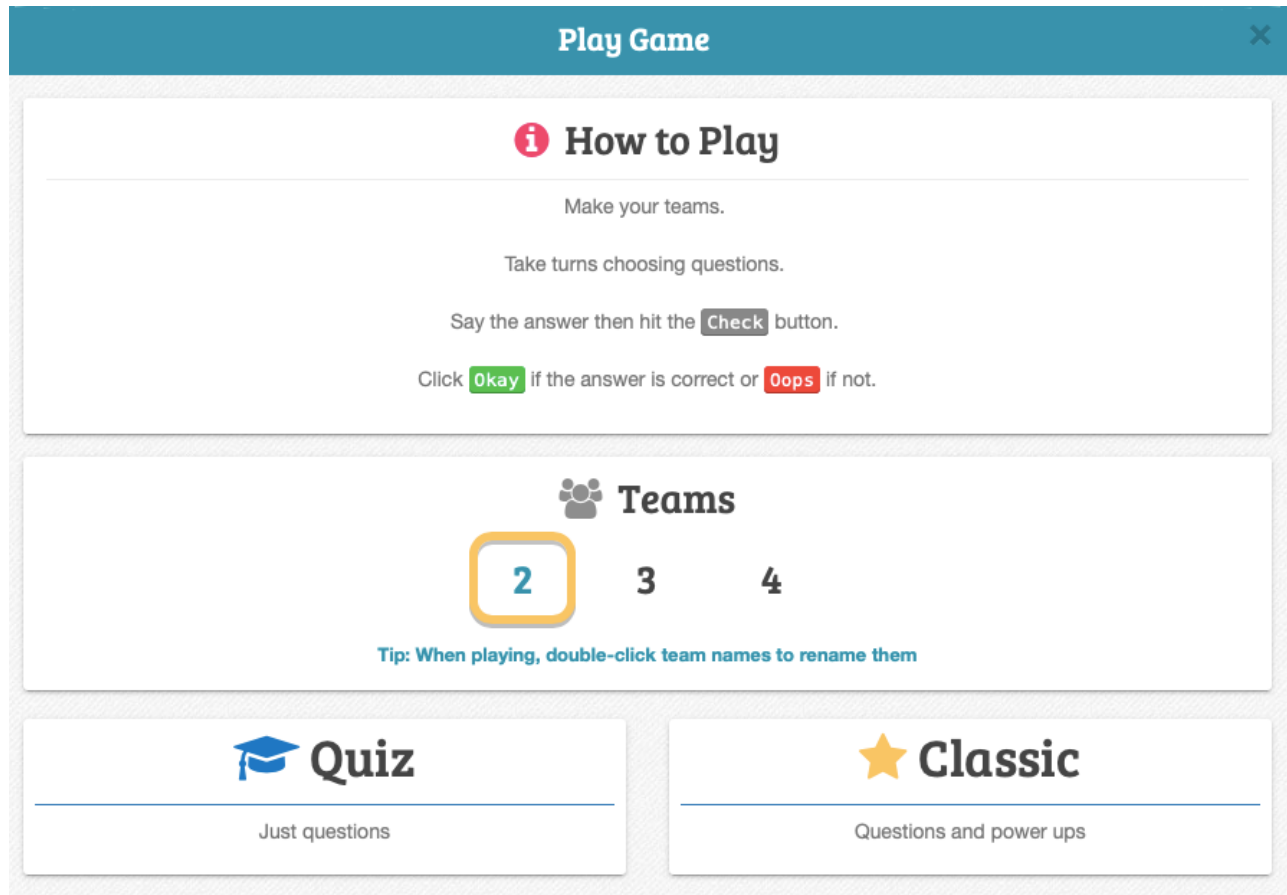 Play Game
How to Play
Make your teams.
Take turns choosing questions.
Say the answer then hit the Check button.
Click Okay if the answer is correct or Oops if not.
Teams
2 3 4
Tip: When playing, double-click team names to rename them
Quiz
Just questions
Classic
Questions and power ups